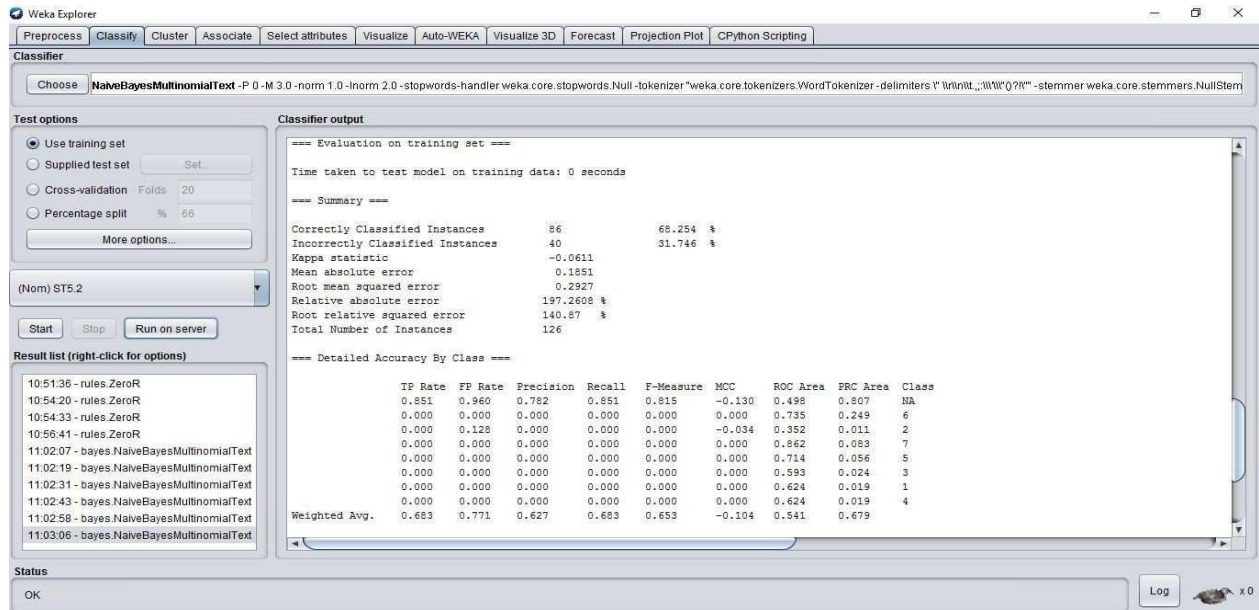 Weka Explorer
Preprocess Classify Cluster Associate Select attributes Visualize Auto-WEKA Visualize 3D Forecast Projection Plot CPython Scripting
Classifier
Choose NaiveBayesMultinomialText -P 0 -M 3.0 -norm 1.0 -lnorm 2.0 -stopwords-handler weka.core.stopwords.Null -tokenizer "weka.core.tokenizers.WordTokenizer -delimiters \" \\r\\n\\t.,;:\\\'\\\"()?!\"" -stemmer weka.core.stemmers.NullStem
Test options
Use training set
Supplied test set Set...
Cross-validation Folds 20
Percentage split % 66
More options...
(Nom) ST5.2
Start Stop Run on server
Result list (right-click for options)
10:51:36 - rules.ZeroR
10:54:20 - rules.ZeroR
10:54:33 - rules.ZeroR
10:56:41 - rules.ZeroR
11:02:07 - bayes.NaiveBayesMultinomialText
11:02:19 - bayes.NaiveBayesMultinomialText
11:02:31 - bayes.NaiveBayesMultinomialText
11:02:43 - bayes.NaiveBayesMultinomialText
11:02:58 - bayes.NaiveBayesMultinomialText
11:03:06 - bayes.NaiveBayesMultinomialText
Classifier output
=== Evaluation on training set ===
Time taken to test model on training data: 0 seconds
=== Summary ===
Correctly Classified Instances 86 68.254 %
Incorrectly Classified Instances 40 31.746 %
Kappa statistic -0.0611
Mean absolute error 0.1851
Root mean squared error 0.2927
Relative absolute error 197.2608 %
Root relative squared error 140.87 %
Total Number of Instances 126
=== Detailed Accuracy By Class ===
TP Rate FP Rate Precision Recall F-Measure MCC ROC Area PRC Area Class
0.851 0.960 0.782 0.851 0.815 -0.130 0.498 0.807 NA
0.000 0.000 0.000 0.000 0.000 0.000 0.735 0.249 6
0.000 0.128 0.000 0.000 0.000 -0.034 0.352 0.011 2
0.000 0.000 0.000 0.000 0.000 0.000 0.862 0.083 7
0.000 0.000 0.000 0.000 0.000 0.000 0.714 0.056 5
0.000 0.000 0.000 0.000 0.000 0.000 0.593 0.024 3
0.000 0.000 0.000 0.000 0.000 0.000 0.624 0.019 1
0.000 0.000 0.000 0.000 0.000 0.000 0.624 0.019 4
Weighted Avg. 0.683 0.771 0.627 0.683 0.653 -0.104 0.541 0.679
Status
OK
Log
x 0